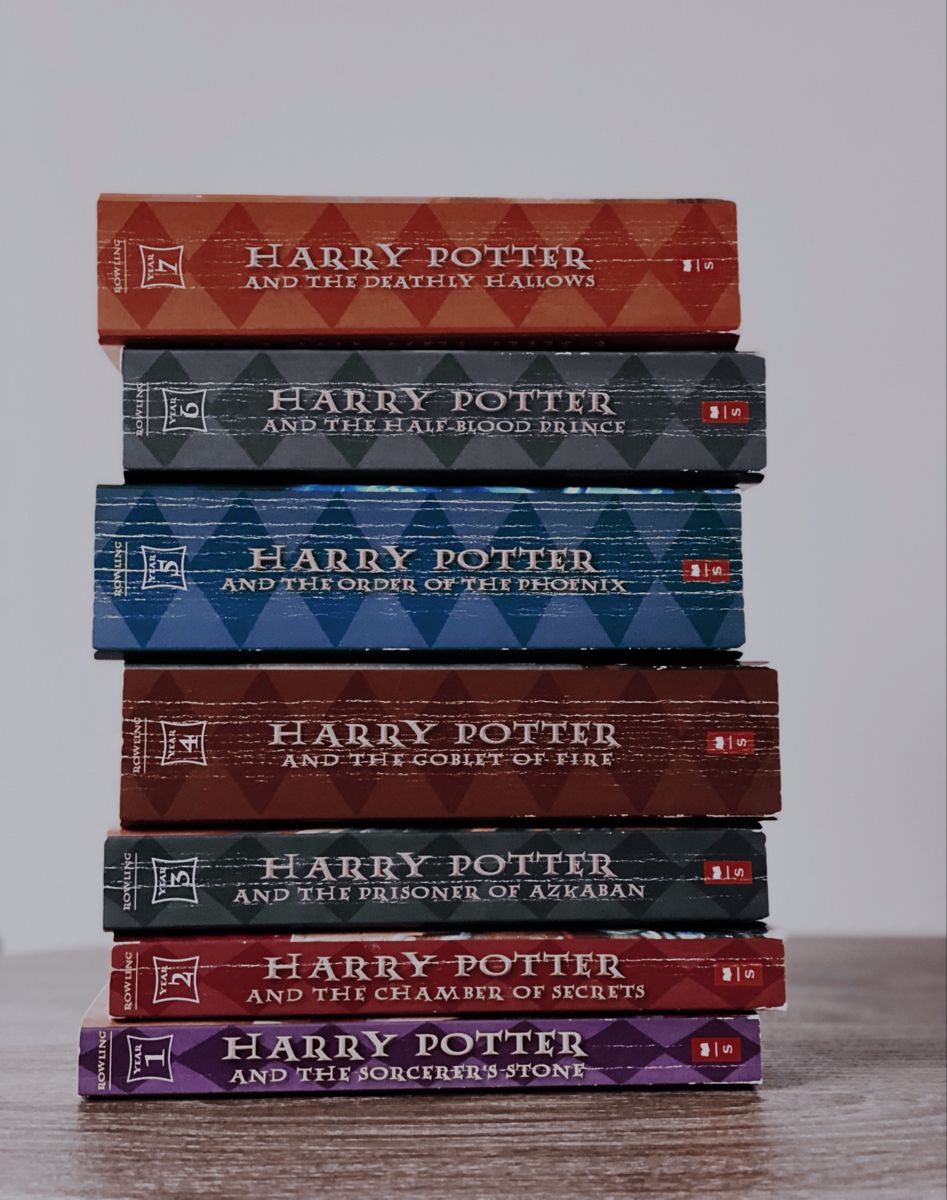 ROWLING
YEAR
7
HARRY POTTER
AND THE DEATHLY HALLOWS
S
ROWLING
YEAR
6
HARRY POTTER
AND THE HALF-BLOOD PRINCE
S
ROWLING
YEAR
5
HARRY POTTER
AND THE ORDER OF THE PHOENIX
S
ROWLING
YEAR
4
HARRY POTTER
AND THE GOBLET OF FIRE
S
ROWLING
YEAR
3
HARRY POTTER
AND THE PRISONER OF AZKABAN
S
ROWLING
YEAR
2
HARRY POTTER
AND THE CHAMBER OF SECRETS
S
ROWLING
YEAR
1
HARRY POTTER
AND THE SORCERER'S STONE
S